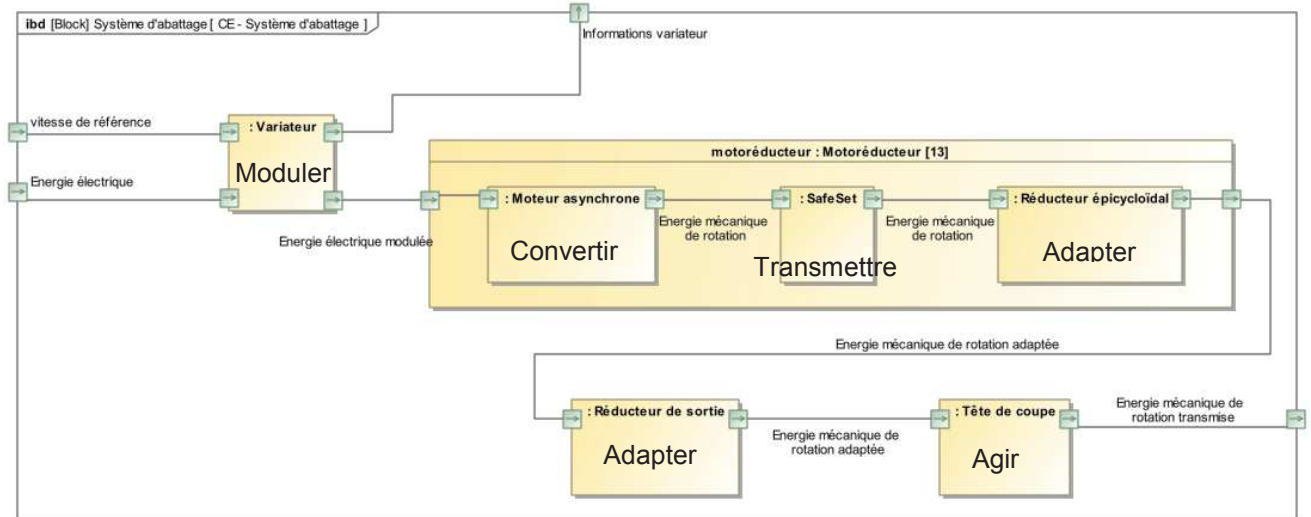 ibd [Block] Système d'abattage [ CE - Système d'abattage ]
Informations variateur
vitesse de référence
: Variateur
Moduler
Energie électrique
Energie électrique modulée
motoréducteur : Motoréducteur [13]
: Moteur asynchrone
Convertir
Energie mécanique
de rotation
: SafeSet
Transmettre
Energie mécanique
de rotation
: Réducteur épicycloïdal
Adapter
Energie mécanique de rotation adaptée
: Réducteur de sortie
Adapter
Energie mécanique de
rotation adaptée
: Tête de coupe
Agir
Energie mécanique de
rotation transmise